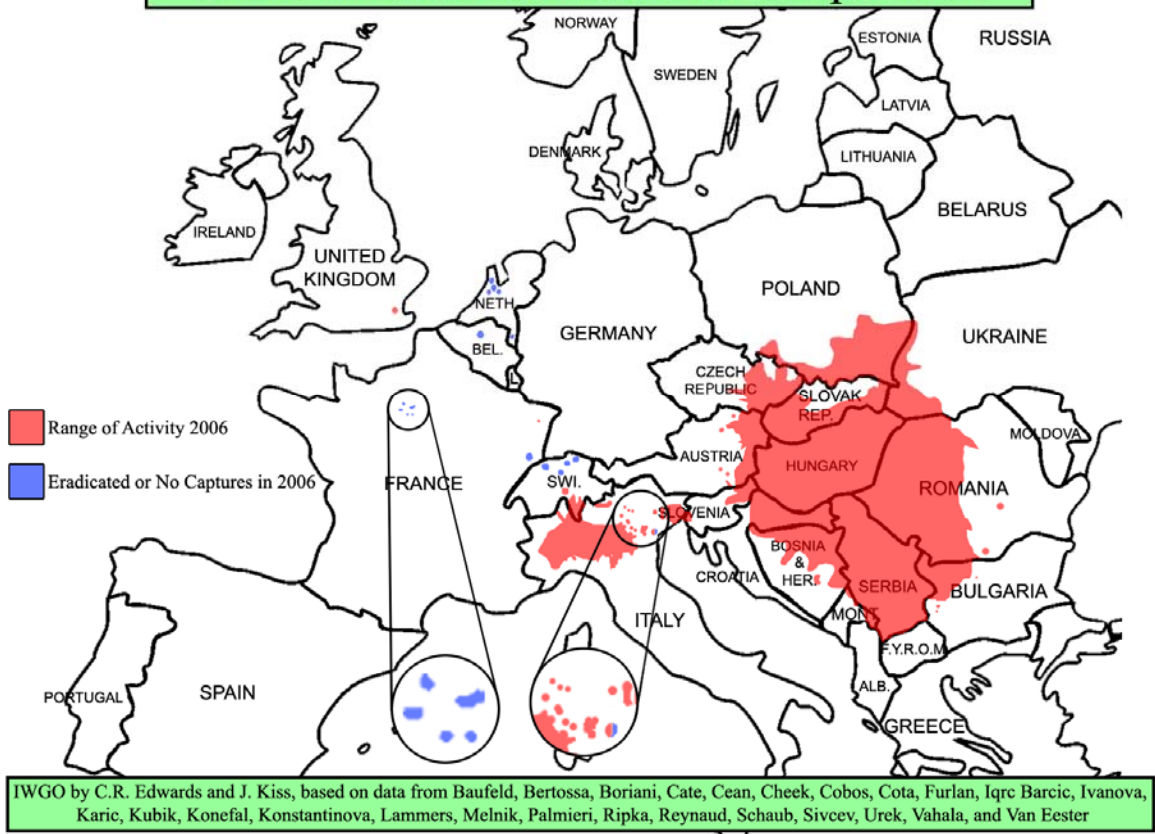 NORWAY
ESTONIA
RUSSIA
SWEDEN
LATVIA
DENMARK
LITHUANIA
BELARUS
IRELAND
UNITED
KINGDOM
NETH
POLAND
GERMANY
UKRAINE
BEL.
L
CZECH
REPUBLIC
SLOVAK
REP.
Range of Activity 2006
MOLDOVA
AUSTRIA
HUNGARY
Eradicated or No Captures in 2006
FRANCE
SWI.
ROMANIA
SLOVENIA
BOSNIA
&
HER.
CROATIA
SERBIA
BULGARIA
MONT.
ITALY
F.Y.R.O.M
ALB.
PORTUGAL
SPAIN
GREECE
IWGO by C.R. Edwards and J. Kiss, based on data from Baufeld, Bertossa, Boriani, Cate, Cean, Cheek, Cobos, Cota, Furlan, Iqrc Barcic, Ivanova,
Karic, Kubik, Konefal, Konstantinova, Lammers, Melnik, Palmieri, Ripka, Reynaud, Schaub, Sivcev, Urek, Vahala, and Van Eester